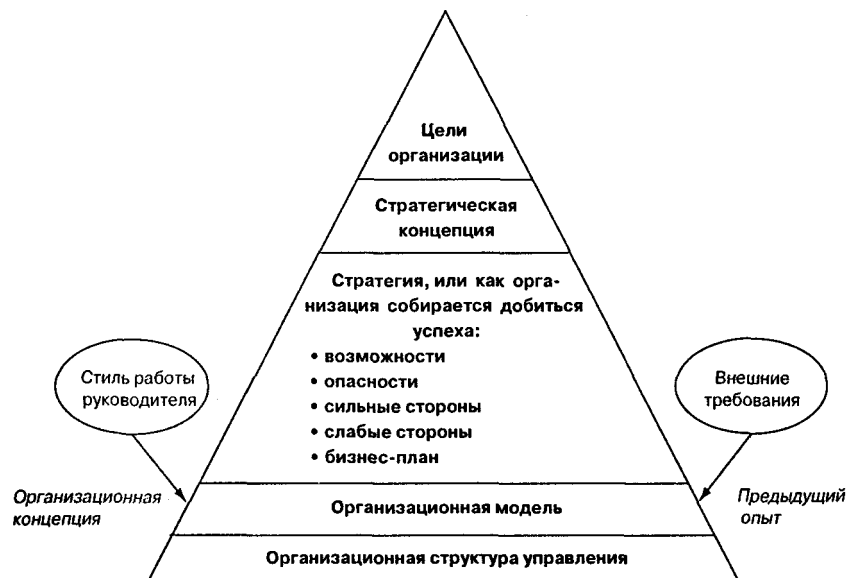 Цели
организации
Стратегическая
концепция
Стратегия, или как орга-
низация собирается добиться
успеха:
• возможности
• опасности
• сильные стороны
• слабые стороны
• бизнес-план
Стиль работы
руководителя
Внешние
требования
Организационная
концепция
Организационная модель
Предыдущий
опыт
Организационная структура управления